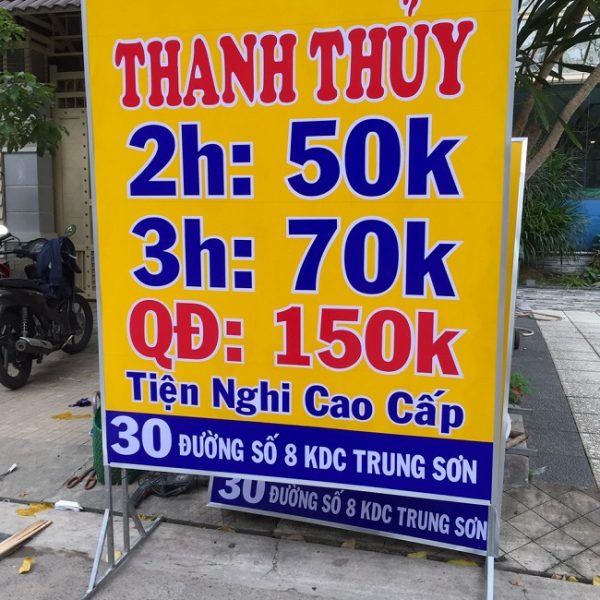 THANH THỦY
2h: 50k
3h: 70k
QĐ: 150k
Tiện Nghi Cao Cấp
30 ĐƯỜNG SỐ 8 KDC TRUNG SƠN
30 ĐƯỜNG SỐ 8 KDC TRUNG SƠN